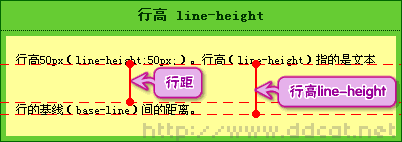 行高 line-height
行高50px（line-height:50px;）。行高（line-height）指的是文本
行距
行高line-height
行的基线（base-line）间的距离。
http://www.ddcat.net